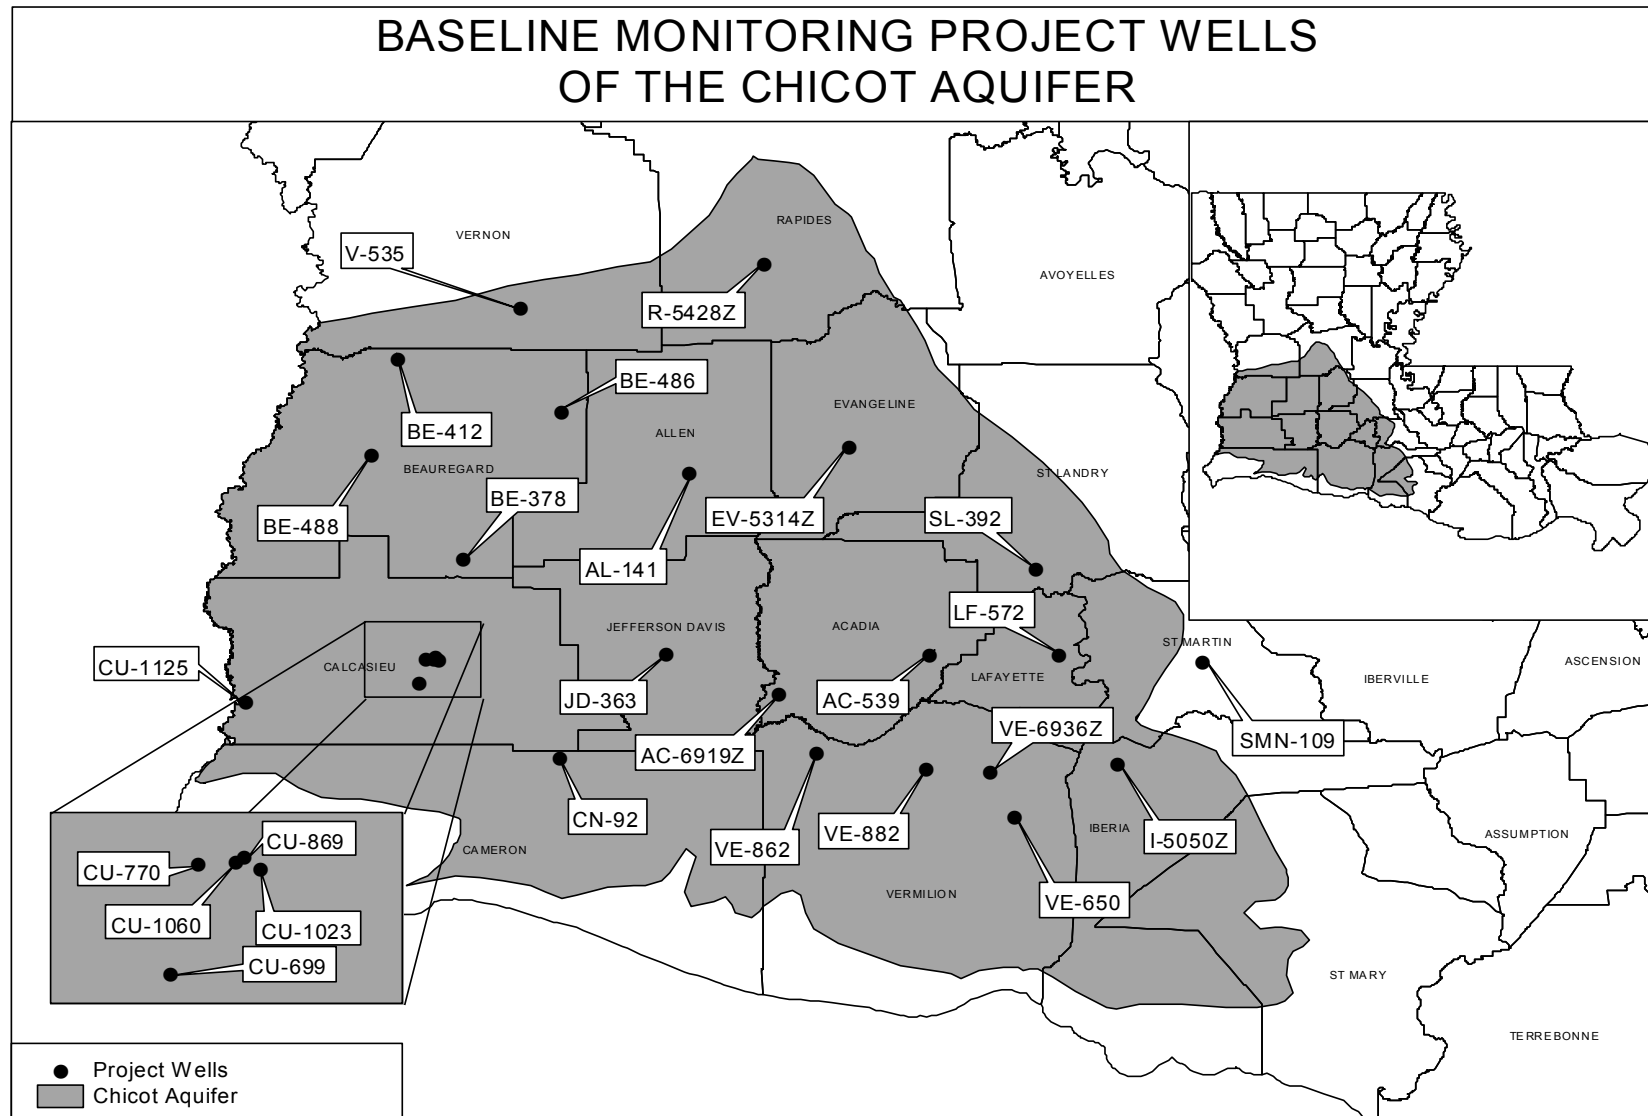 BASELINE MONITORING PROJECT WELLS
OF THE CHICOT AQUIFER
RAPIDES
VERNON
V-535
AVOYELLES
R-5428Z
BE-486
EVANGELINE
BE-412
ALLEN
BEAUREGARD
ST LANDRY
BE-378
BE-488
EV-5314Z
SL-392
AL-141
LF-572
JEFFERSON DAVIS
ACADIA
ST MARTIN
CU-1125
CALCASIEU
ASCENSION
LAFAYETTE
IBERVILLE
JD-363
AC-539
VE-6936Z
SMN-109
AC-6919Z
CN-92
VE-882
IBERIA
I-5050Z
ASSUMPTION
CU-869
VE-862
CAMERON
CU-770
VERMILION
VE-650
CU-1060
CU-1023
CU-699
ST MARY
TERREBONNE
Project Wells
Chicot Aquifer